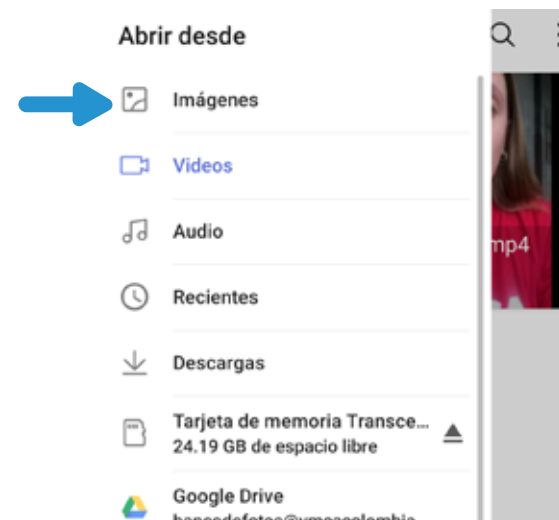 Abrir desde
Imágenes
Videos
mp4
Audio
Recientes
Descargas
Tarjeta de memoria Transce...
24.19 GB de espacio libre
Google Drive